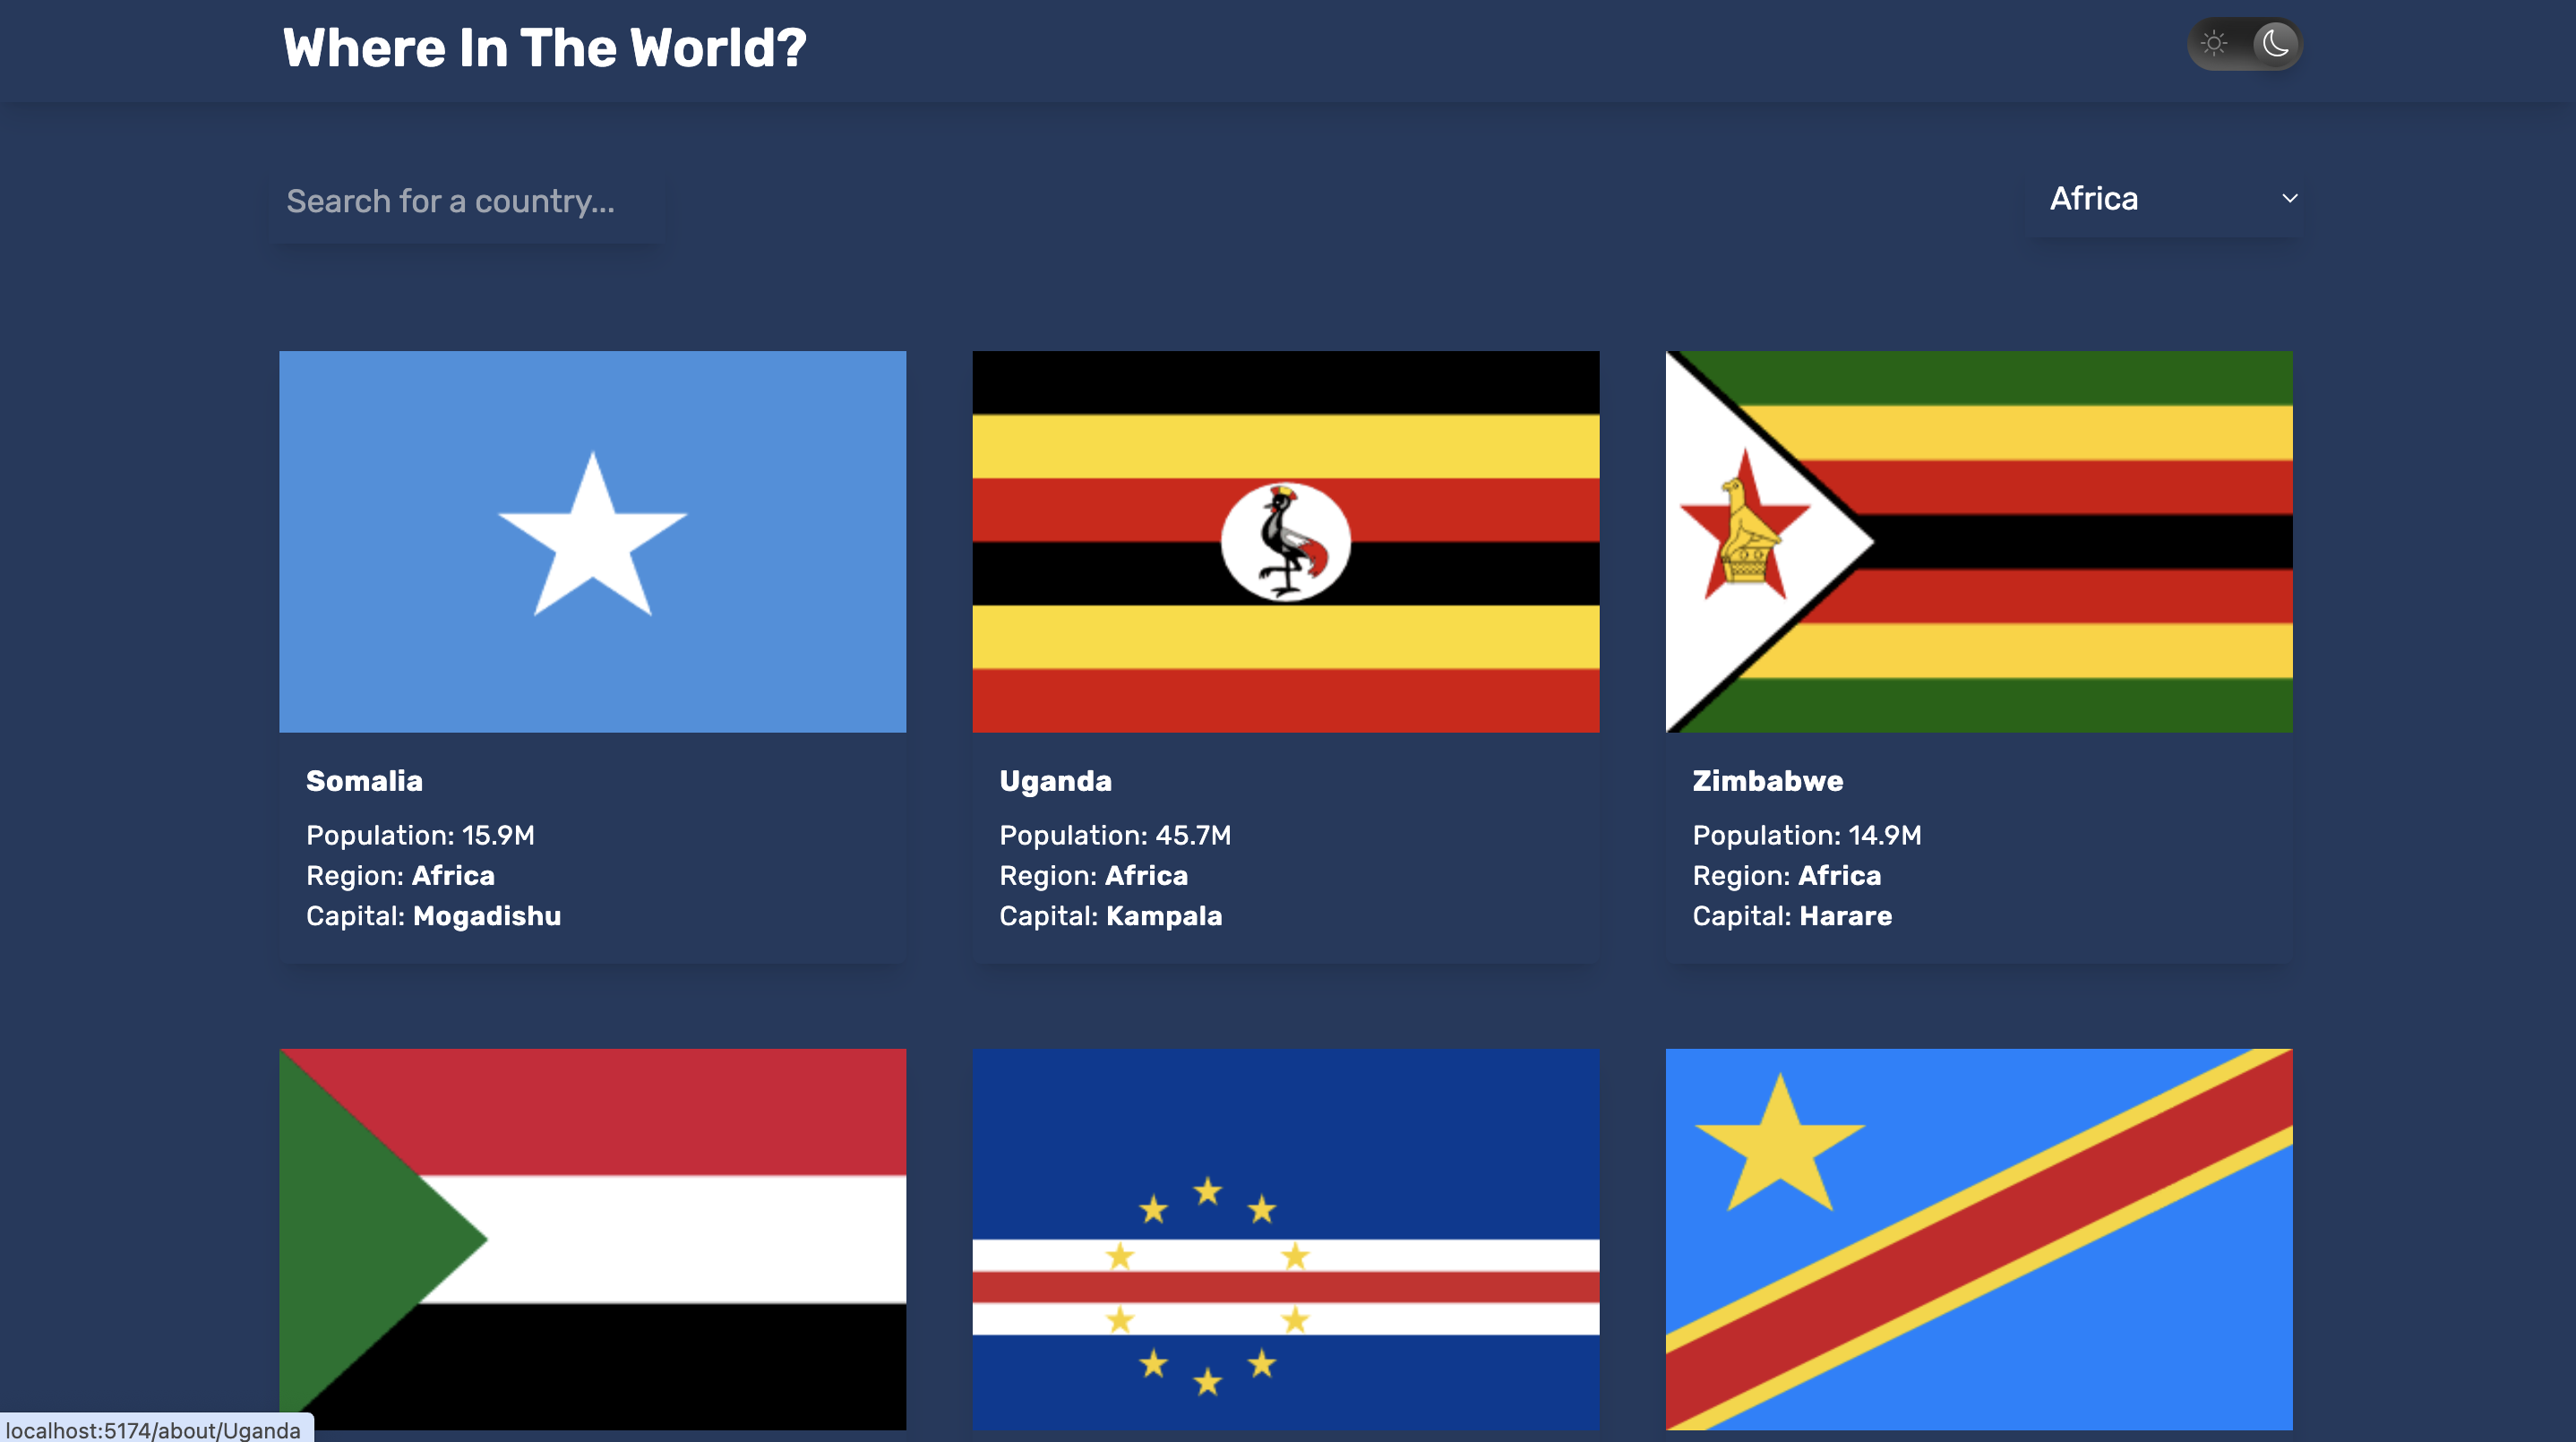 Where In The World?
Search for a country...
Africa
Somalia
Population: 15.9M
Region: Africa
Capital: Mogadishu
Uganda
Population: 45.7M
Region: Africa
Capital: Kampala
Zimbabwe
Population: 14.9M
Region: Africa
Capital: Harare
localhost:5174/about/Uganda